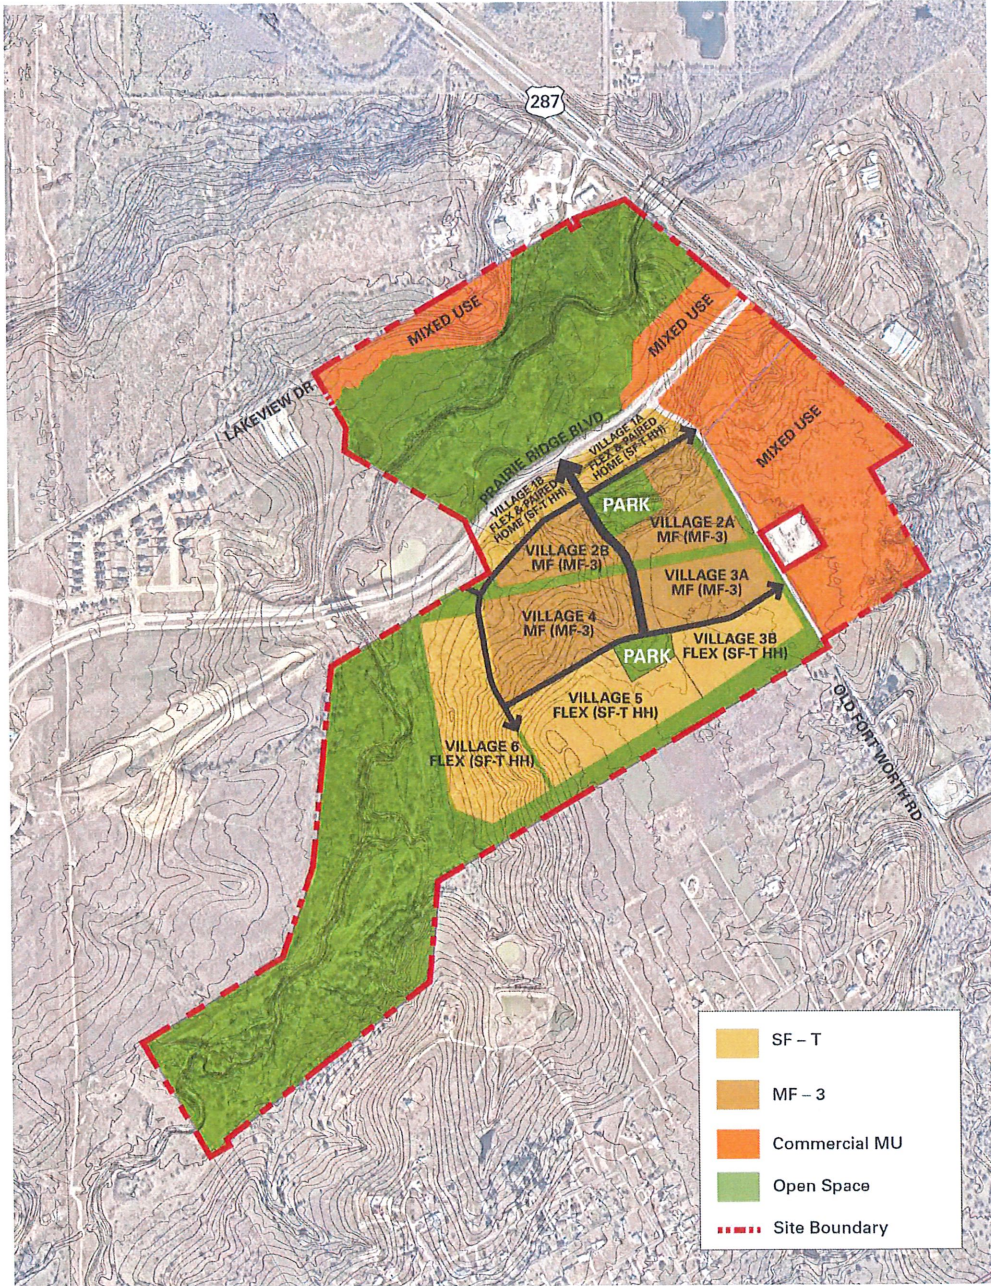 287
MIXED USE
MIXED USE
LAKEVIEW DR
MIXED USE
PRAIRIE RIDGE BLVD
VILLAGE 1A
FLEX & PAIRED
HOME (SF-T HH)
VILLAGE 1B
FLEX & PAIRED
HOME (SF-T HH)
PARK
VILLAGE 2A
MF (MF-3)
VILLAGE 2B
MF (MF-3)
VILLAGE 3A
MF (MF-3)
VILLAGE 4
MF (MF-3)
VILLAGE 3B
FLEX (SF-T HH)
PARK
VILLAGE 5
FLEX (SF-T HH)
VILLAGE 6
FLEX (SF-T HH)
OLD FORT WORTH RD
SF – T
MF – 3
Commercial MU
Open Space
Site Boundary